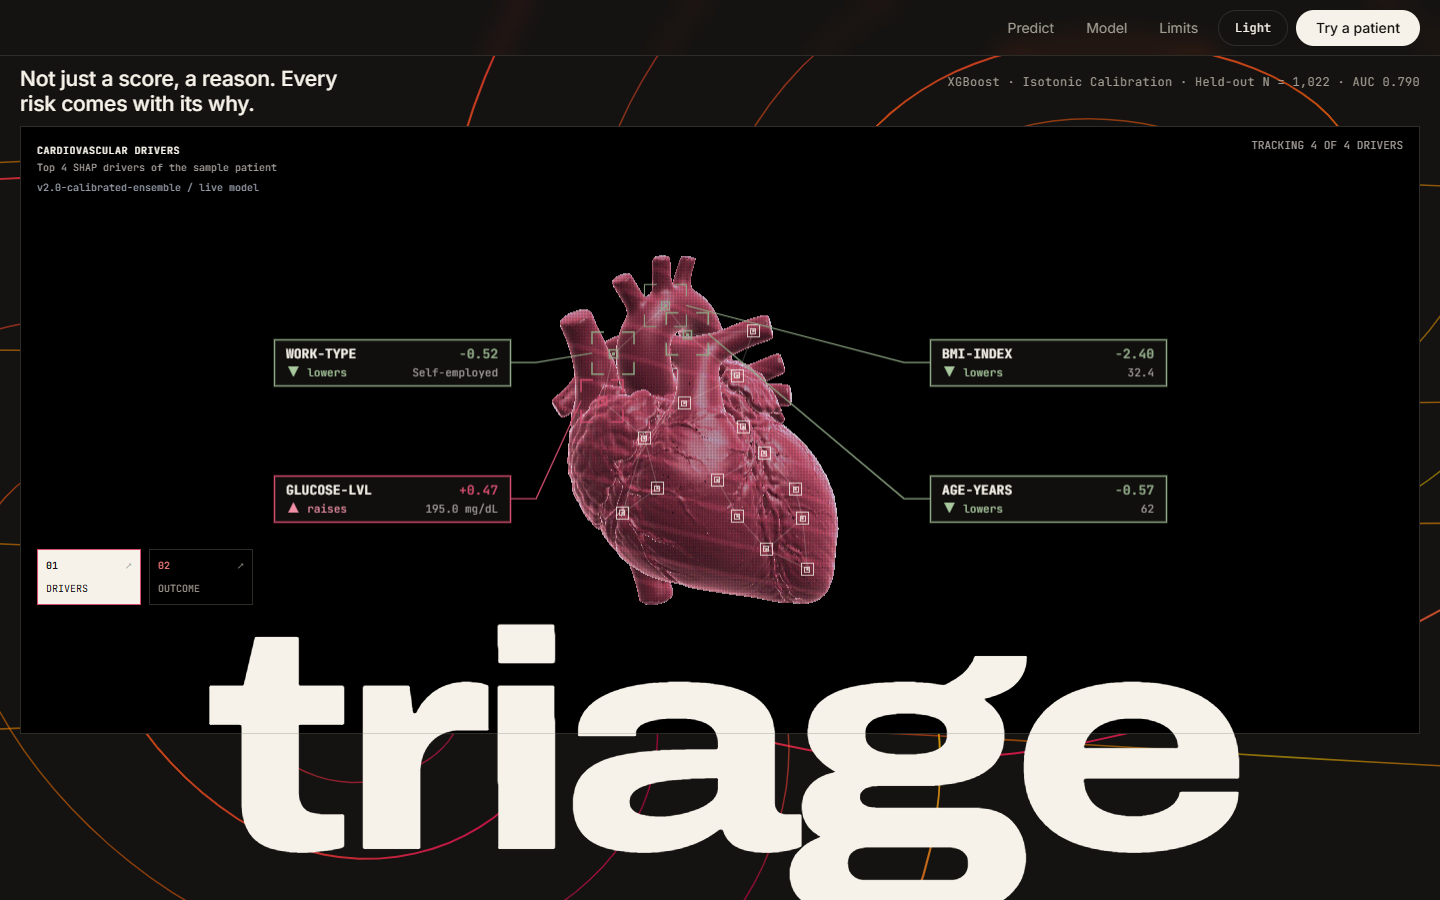 Predict
Model
Limits
Light
Try a patient
Not just a score, a reason. Every
risk comes with its why.
XGBoost · Isotonic Calibration · Held-out N = 1,022 · AUC 0.790
CARDIOVASCULAR DRIVERS
Top 4 SHAP drivers of the sample patient
v2.0-calibrated-ensemble / live model
TRACKING 4 OF 4 DRIVERS
WORK-TYPE -0.52
▼ lowers Self-employed
BMI-INDEX -2.40
▼ lowers 32.4
GLUCOSE-LVL +0.47
▲ raises 195.0 mg/dL
AGE-YEARS -0.57
▼ lowers 62
01 ↗
DRIVERS
02 ↗
OUTCOME
triage